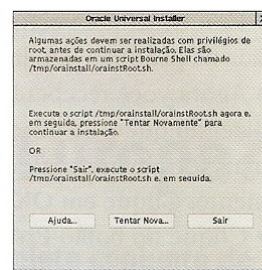 Oracle Universal Installer
Algumas ações devem ser realizadas com privilégios de
root, antes de continuar a instalação. Elas são
armazenadas em um script Bourne Shell chamado
/tmp/orainstall/orainstRoot.sh.
Execute o script /tmp/orainstall/orainstRoot.sh agora e,
em seguida, pressione "Tentar Novamente" para
continuar a instalação.
OR
Pressione "Sair", execute o script
/tmp/orainstall/orainstRoot.sh e, em seguida.
Ajuda... Tentar Nova... Sair